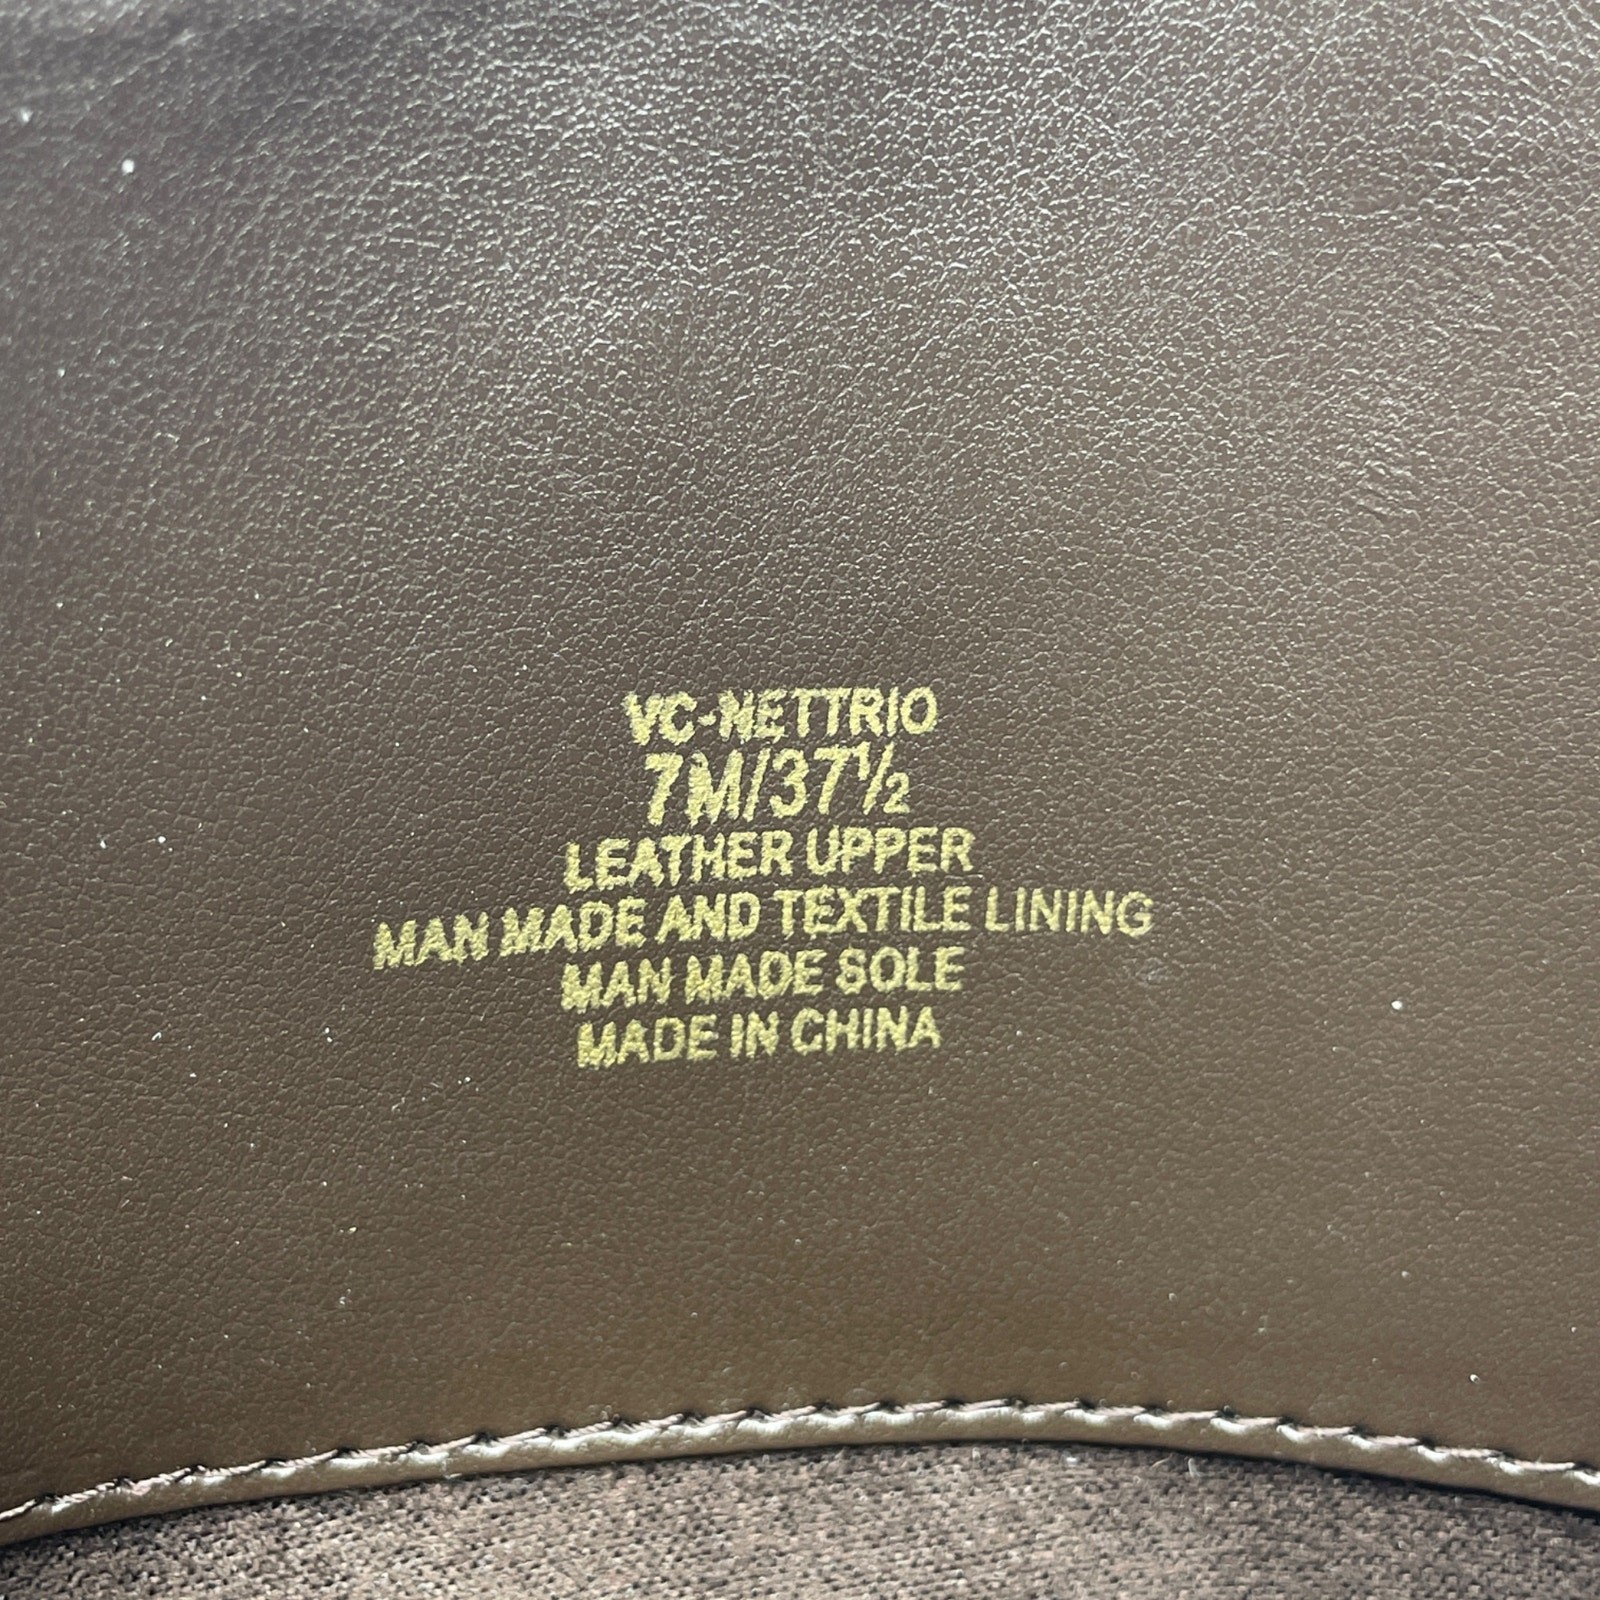 VC-NETTRIO
7M/37½
LEATHER UPPER
MAN MADE AND TEXTILE LINING
MAN MADE SOLE
MADE IN CHINA